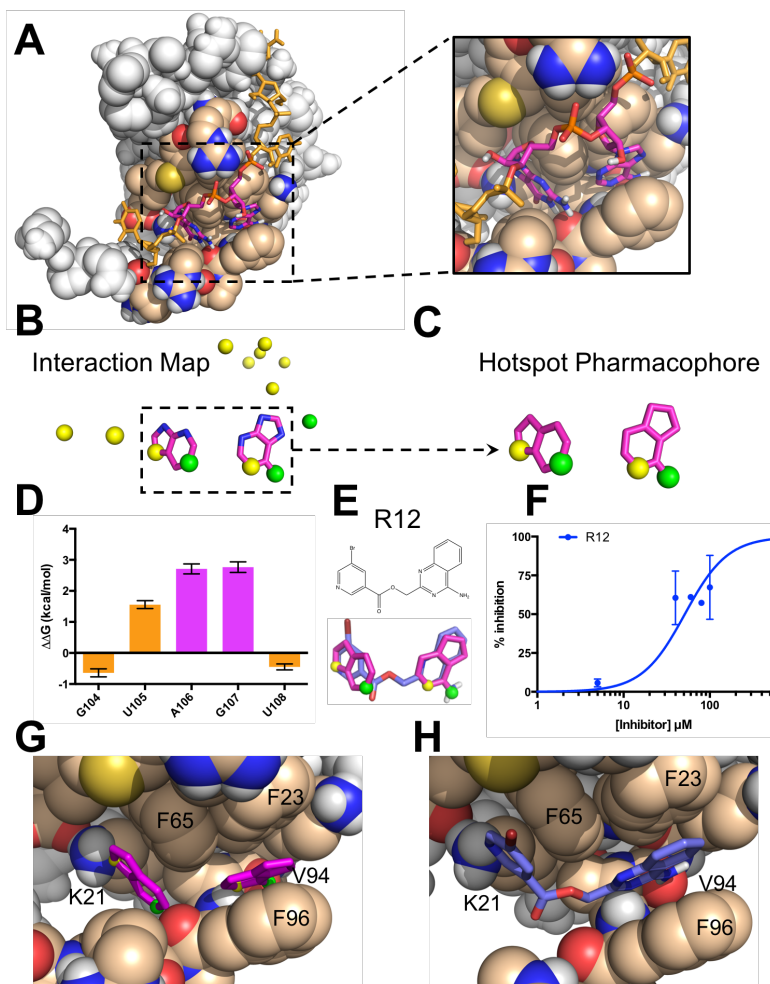 A
B
C
Interaction Map
Hotspot Pharmacophore
D
E
F
R12
ΔΔG (kcal/mol)
4
3
2
1
0
-1
G104
U105
A106
G107
U108
Br
N
O
O
N
N
NH₂
R12
% inhibition
100
75
50
25
0
1
10
100
[Inhibitor] µM
G
H
F23
F65
K21
V94
F96
F23
F65
K21
V94
F96